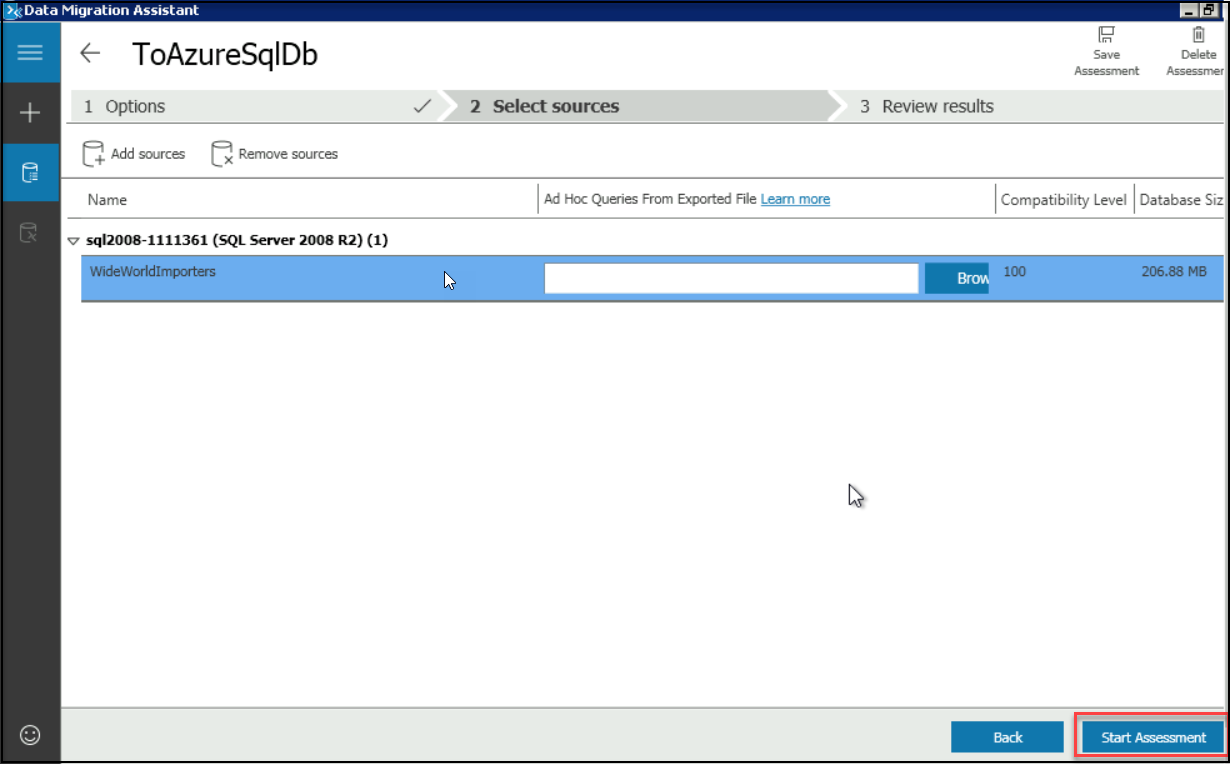 Data Migration Assistant
ToAzureSqlDb
Save
Assessment
Delete
Assessmen
1 Options
2 Select sources
3 Review results
Add sources
Remove sources
Name
Ad Hoc Queries From Exported File Learn more
Compatibility Level
Database Siz
sql2008-1111361 (SQL Server 2008 R2) (1)
WideWorldImporters
Brow
100
206.88 MB
Back
Start Assessment